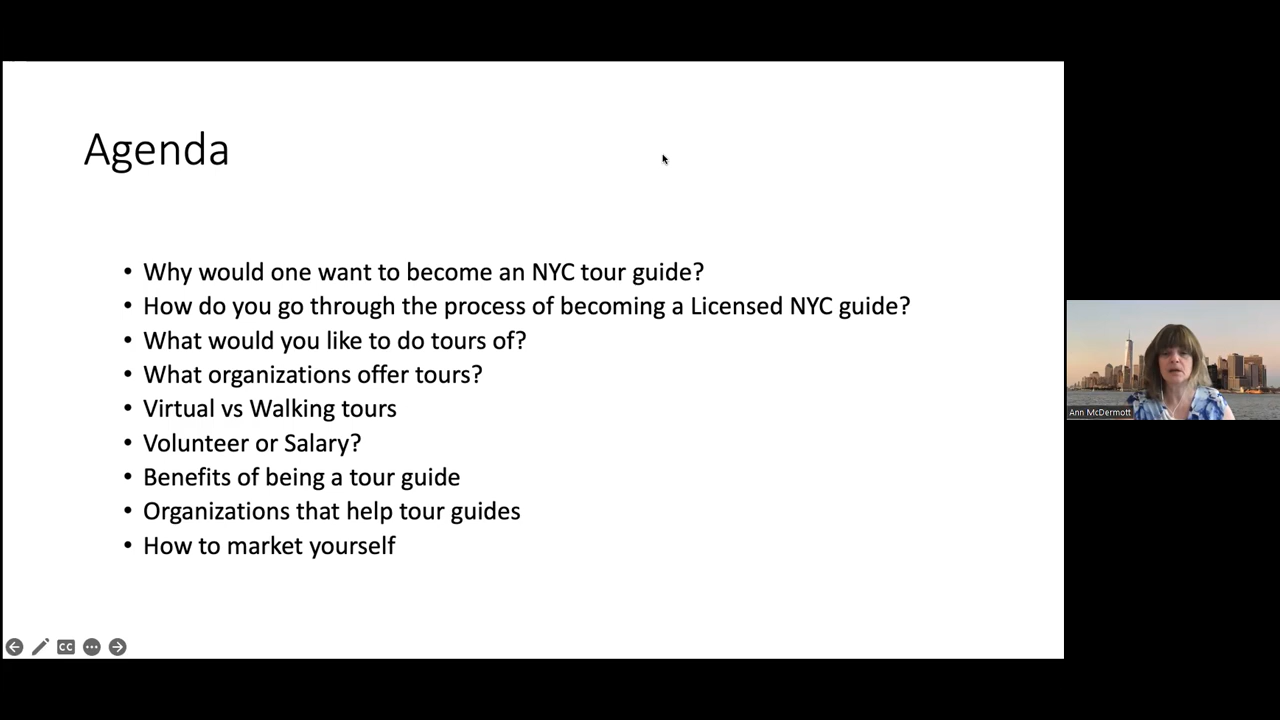 Agenda
• Why would one want to become an NYC tour guide?
• How do you go through the process of becoming a Licensed NYC guide?
• What would you like to do tours of?
• What organizations offer tours?
• Virtual vs Walking tours
• Volunteer or Salary?
• Benefits of being a tour guide
• Organizations that help tour guides
• How to market yourself
CC
Ann McDermott